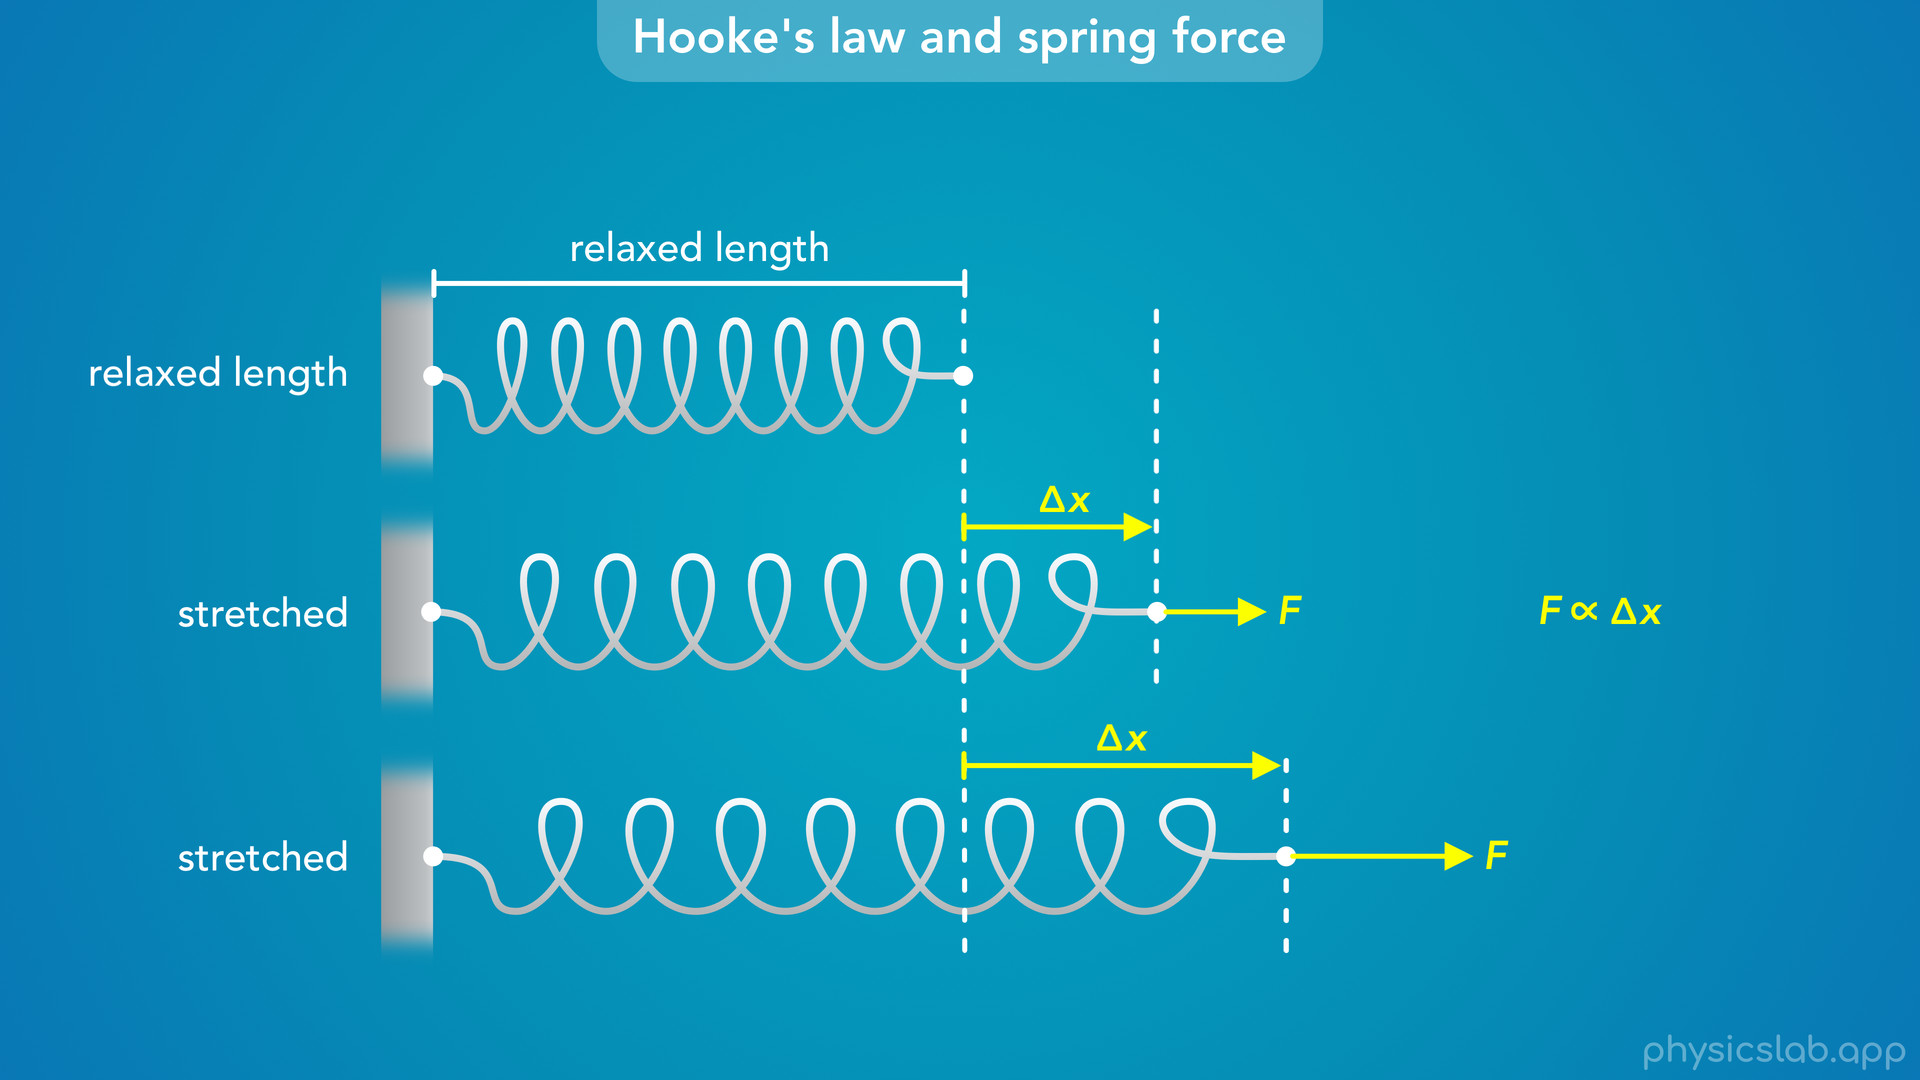 Hooke's law and spring force
relaxed length
relaxed length
Δx
stretched
F
F ∝ Δx
Δx
stretched
F
physicslab.app